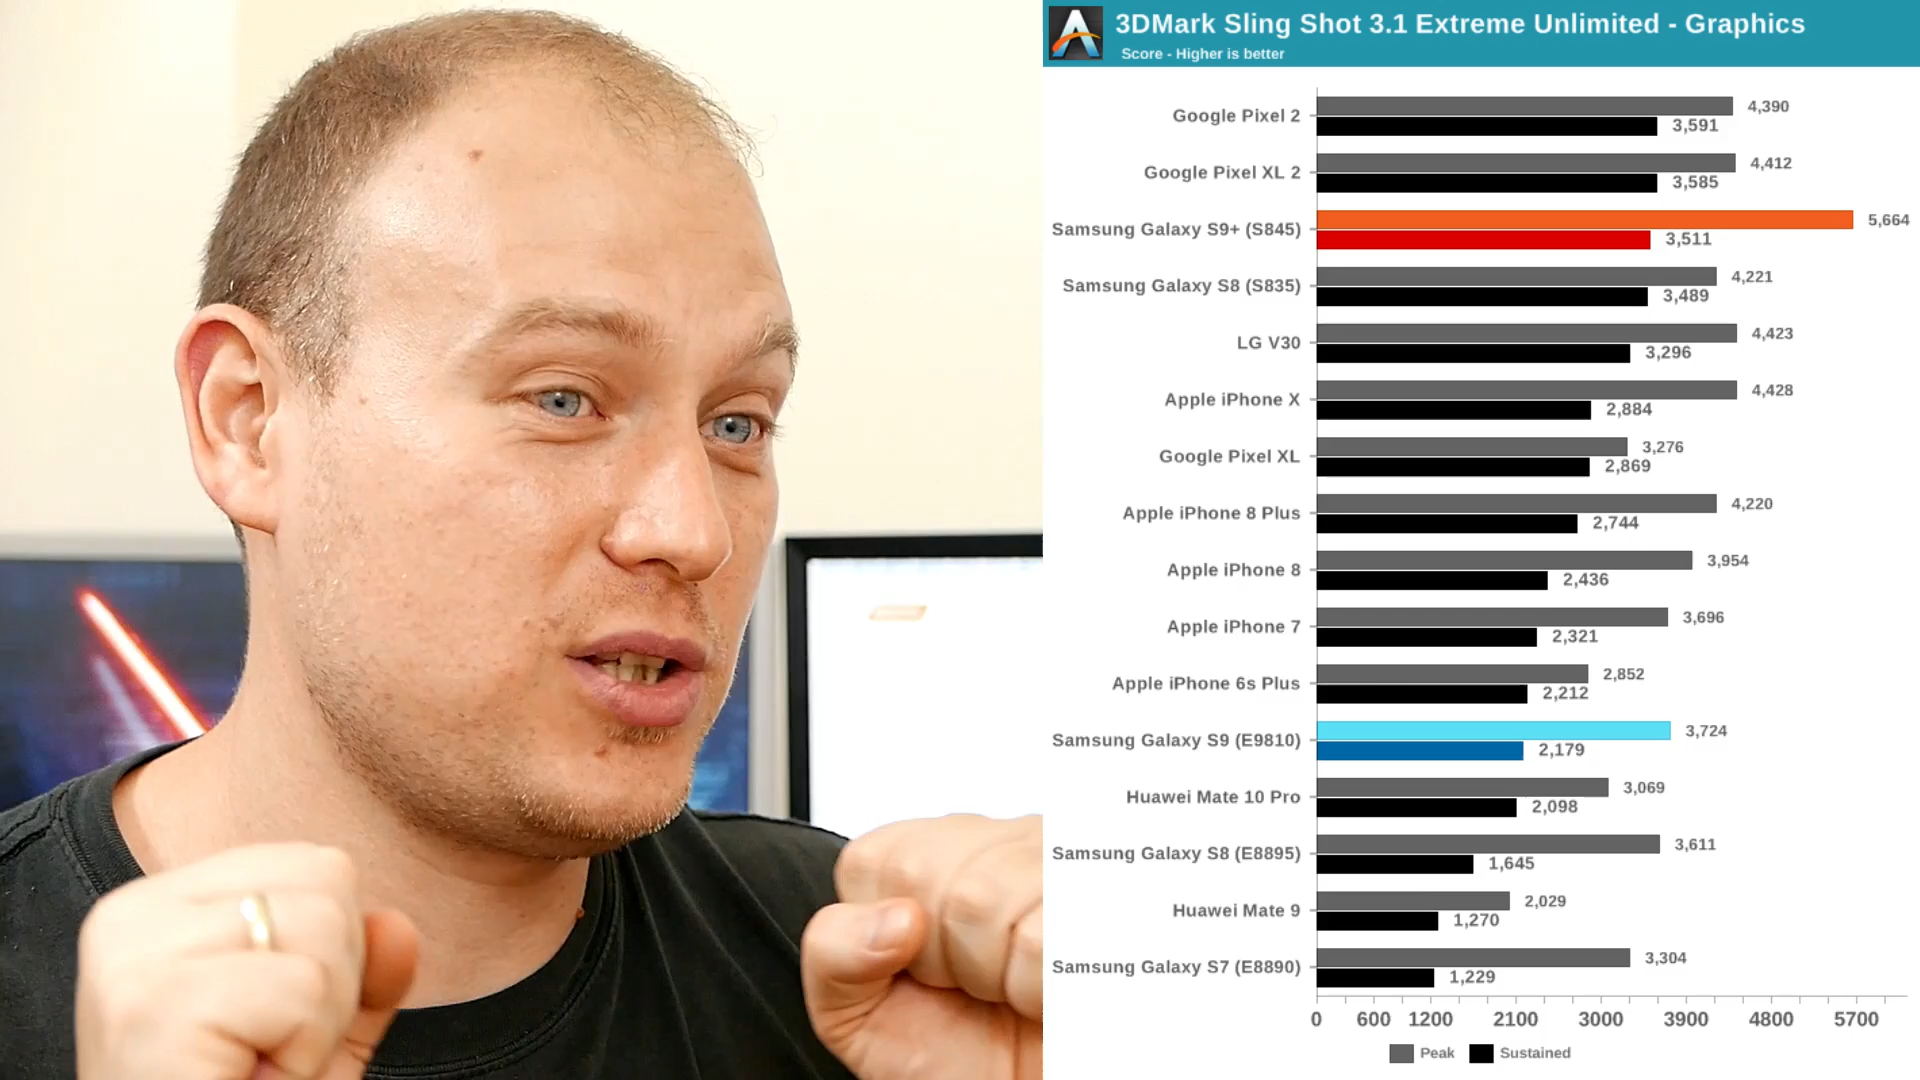 3DMark Sling Shot 3.1 Extreme Unlimited - Graphics
Score - Higher is better
Google Pixel 2 4,390
3,591
Google Pixel XL 2 4,412
3,585
Samsung Galaxy S9+ (S845) 5,664
3,511
Samsung Galaxy S8 (S835) 4,221
3,489
LG V30 4,423
3,296
Apple iPhone X 4,428
2,884
Google Pixel XL 3,276
2,869
Apple iPhone 8 Plus 4,220
2,744
Apple iPhone 8 3,954
2,436
Apple iPhone 7 3,696
2,321
Apple iPhone 6s Plus 2,852
2,212
Samsung Galaxy S9 (E9810) 3,724
2,179
Huawei Mate 10 Pro 3,069
2,098
Samsung Galaxy S8 (E8895) 3,611
1,645
Huawei Mate 9 2,029
1,270
Samsung Galaxy S7 (E8890) 3,304
1,229
0 600 1200 2100 3000 3900 4800 5700
Peak Sustained